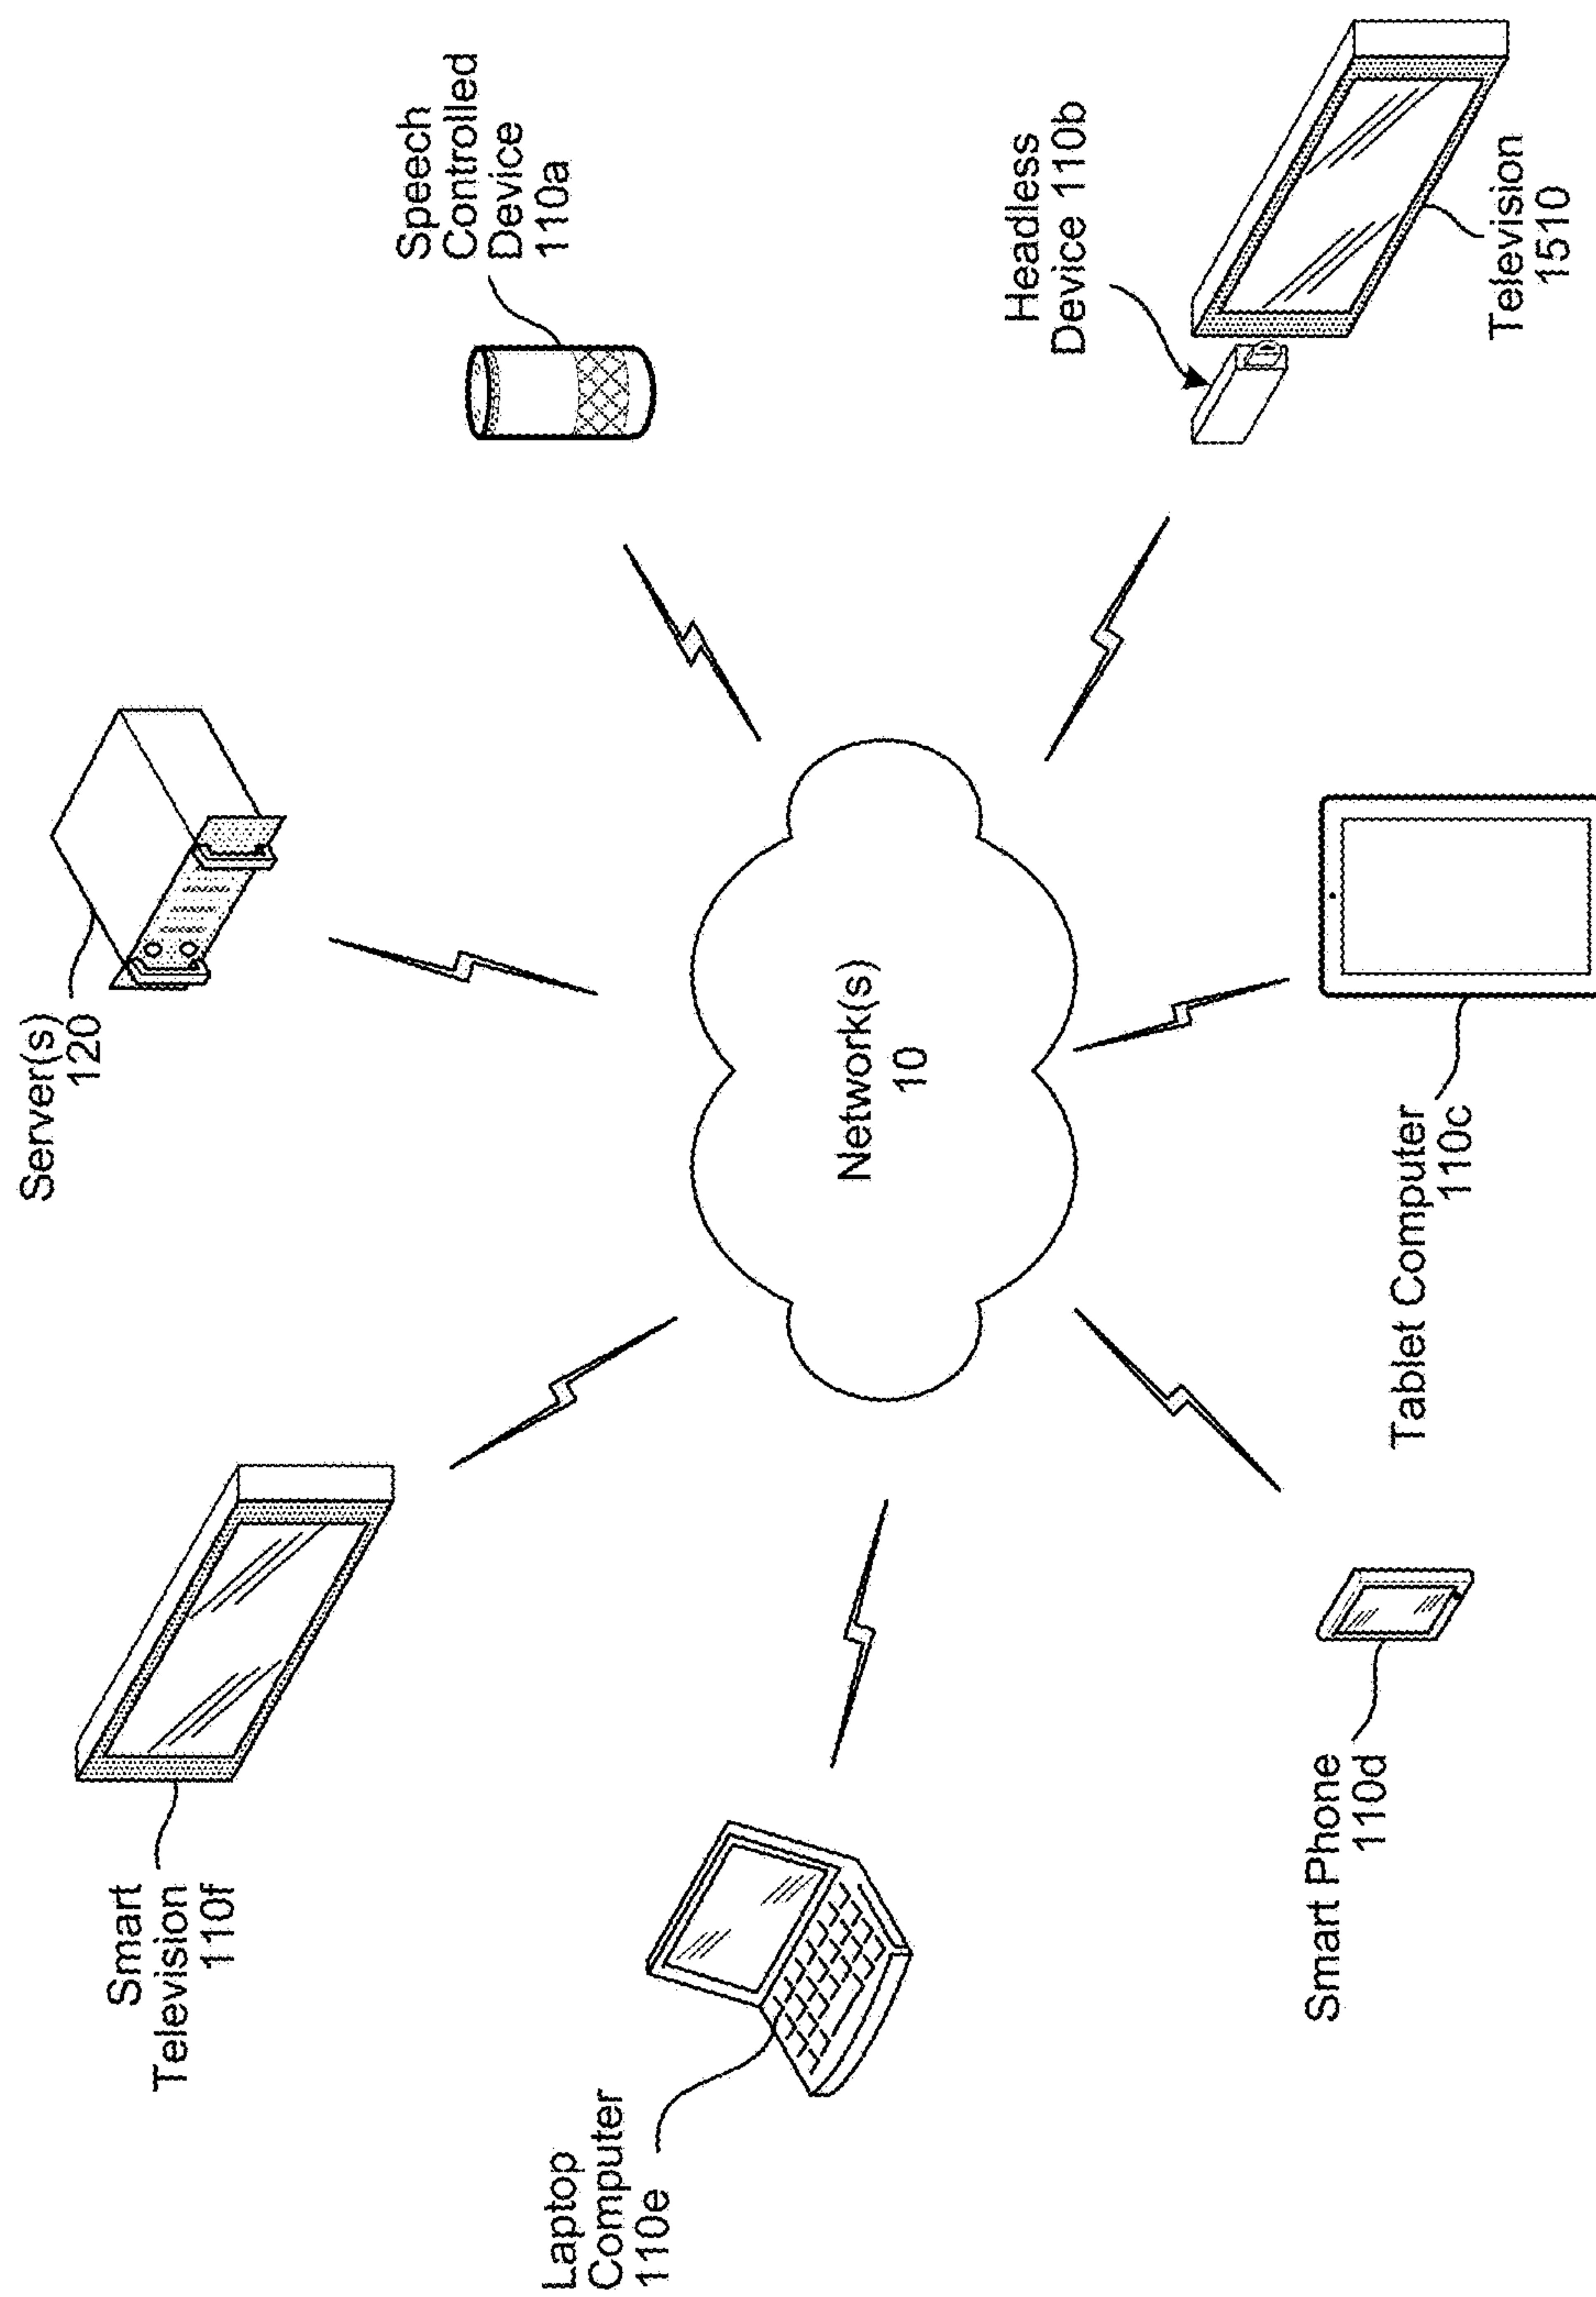 Server(s)
120
Speech
Controlled
Device
110a
Smart
Television
110f
Network(s)
10
Headless
Device 110b
Laptop
Computer
110e
Television
1510
Smart Phone
110d
Tablet Computer
110c